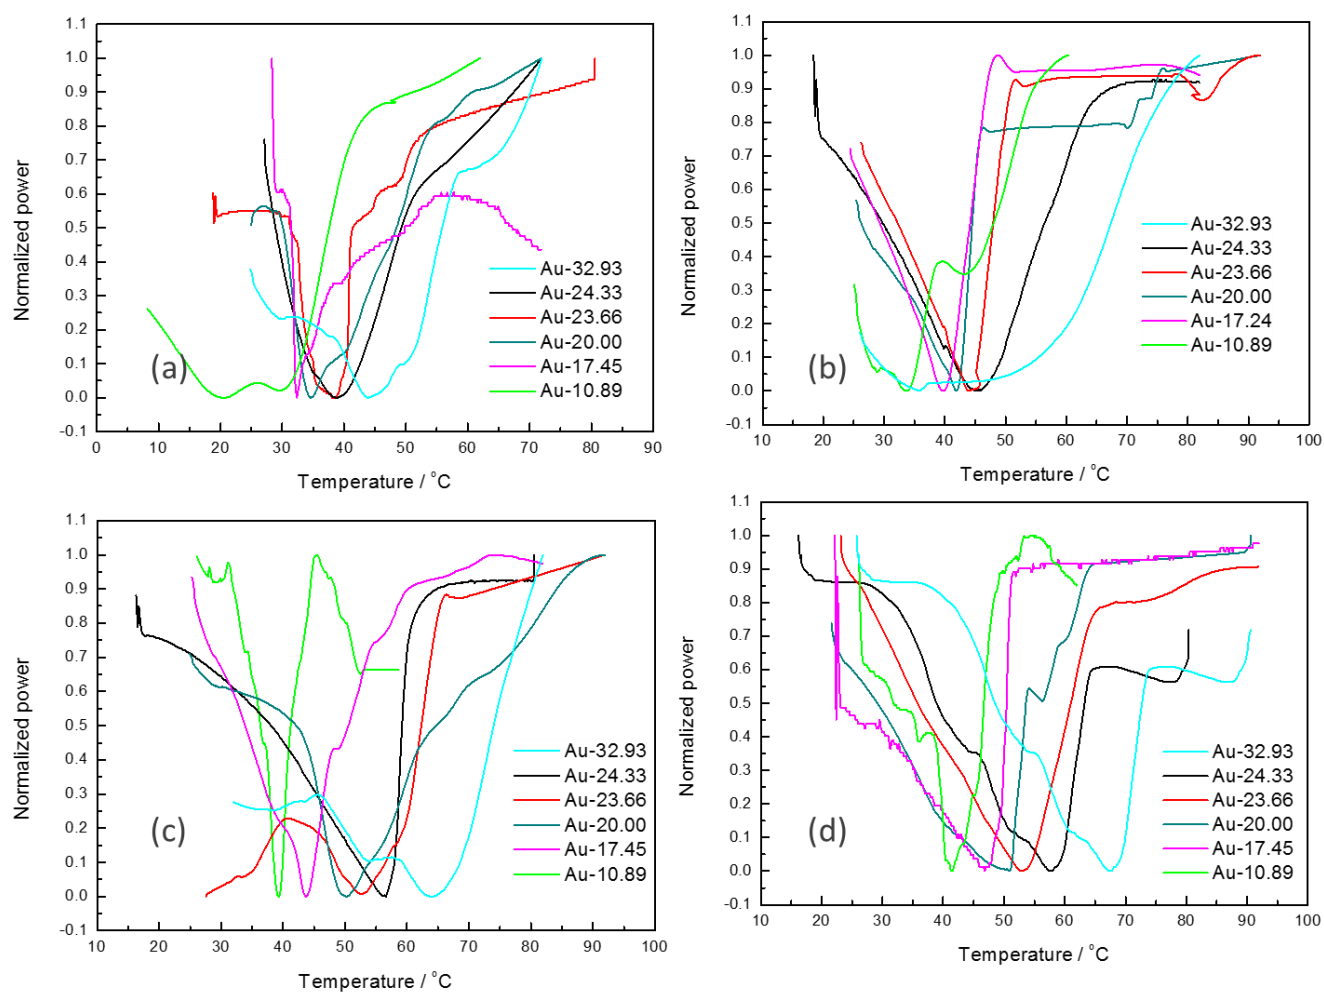 1.1
1.0
0.9
0.8
0.7
0.6
0.5
0.4
0.3
0.2
0.1
0.0
-0.1
Normalized power
(a)
Au-32.93
Au-24.33
Au-23.66
Au-20.00
Au-17.45
Au-10.89
0 10 20 30 40 50 60 70 80 90
Temperature / °C
1.1
1.0
0.9
0.8
0.7
0.6
0.5
0.4
0.3
0.2
0.1
0.0
-0.1
Normalized power
(b)
Au-32.93
Au-24.33
Au-23.66
Au-20.00
Au-17.24
Au-10.89
10 20 30 40 50 60 70 80 90 100
Temperature / °C
1.1
1.0
0.9
0.8
0.7
0.6
0.5
0.4
0.3
0.2
0.1
0.0
-0.1
Normalized power
(c)
Au-32.93
Au-24.33
Au-23.66
Au-20.00
Au-17.45
Au-10.89
10 20 30 40 50 60 70 80 90 100
Temperature / °C
1.1
1.0
0.9
0.8
0.7
0.6
0.5
0.4
0.3
0.2
0.1
0.0
-0.1
Normalized power
(d)
Au-32.93
Au-24.33
Au-23.66
Au-20.00
Au-17.45
Au-10.89
10 20 30 40 50 60 70 80 90 100
Temperature / °C